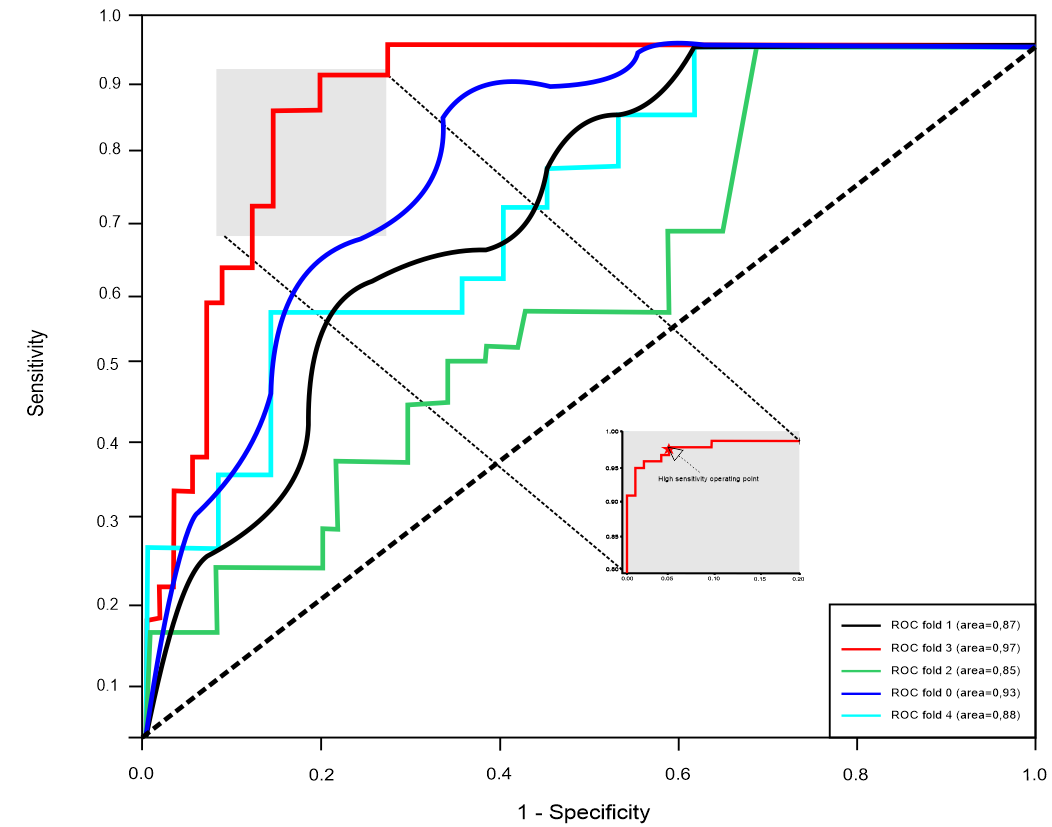 1.0
0.9
0.8
0.7
0.6
0.5
0.4
0.3
0.2
0.1
Sensitivity
0.0 0.2 0.4 0.6 0.8 1.0
1 - Specificity
1.00
0.95
0.90
0.85
0.80
0.00 0.05 0.10 0.15 0.20
High sensitivity operating point
ROC fold 1 (area=0,87)
ROC fold 3 (area=0,97)
ROC fold 2 (area=0,85)
ROC fold 0 (area=0,93)
ROC fold 4 (area=0,88)